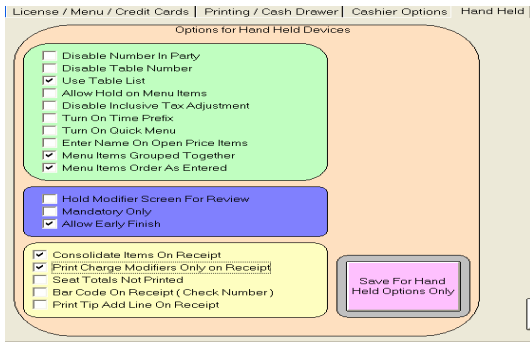 License / Menu / Credit Cards Printing / Cash Drawer Cashier Options Hand Held
Options for Hand Held Devices
Disable Number In Party
Disable Table Number
Use Table List
Allow Hold on Menu Items
Disable Inclusive Tax Adjustment
Turn On Time Prefix
Turn On Quick Menu
Enter Name On Open Price Items
Menu Items Grouped Together
Menu Items Order As Entered
Hold Modifier Screen For Review
Mandatory Only
Allow Early Finish
Consolidate Items On Receipt
Print Charge Modifiers Only on Receipt
Seat Totals Not Printed
Bar Code On Receipt ( Check Number )
Print Tip Add Line On Receipt
Save For Hand
Held Options Only